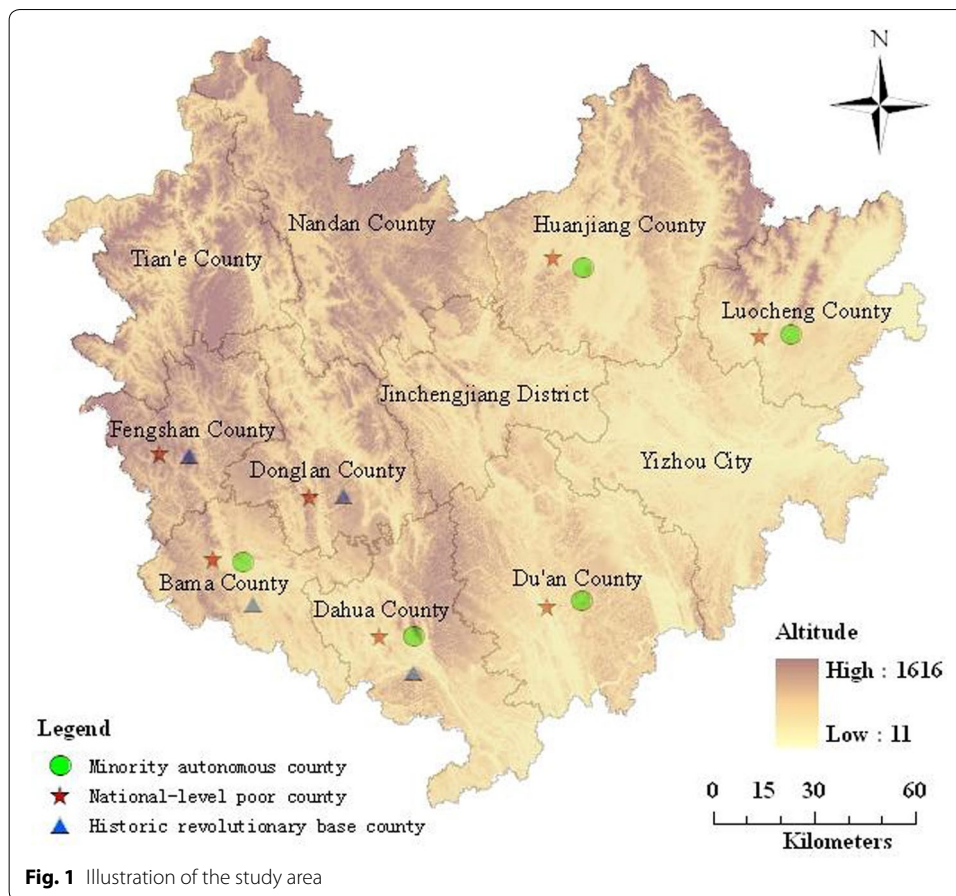 N
Nandan County
Huanjiang County
Tian'e County
Luocheng County
Jinchengjiang District
Fengshan County
Donglan County
Yizhou City
Bama County
Du'an County
Dahua County
Altitude
High : 1616
Low : 11
Legend
Minority autonomous county
National-level poor county
Historic revolutionary base county
0 15 30 60
Kilometers
Fig. 1 Illustration of the study area